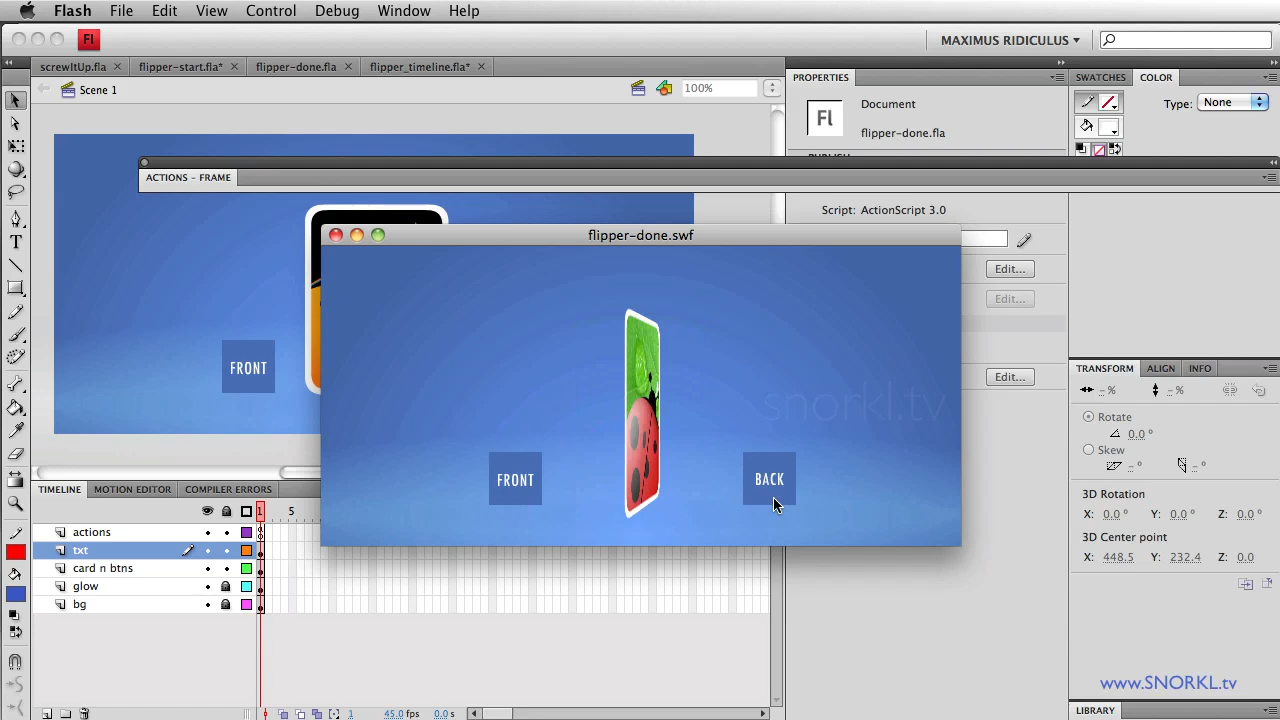 Flash File Edit View Control Debug Window Help
Fl MAXIMUS RIDICULUS
screwItUp.fla flipper-start.fla* flipper-done.fla flipper_timeline.fla*
Scene 1 100%
PROPERTIES SWATCHES COLOR
Document
Type: None
Fl
flipper-done.fla
ACTIONS - FRAME
Script: ActionScript 3.0
flipper-done.swf
Edit...
Edit...
Edit...
FRONT
snorkl.tv
FRONT BACK
TRANSFORM ALIGN INFO
– % – %
Rotate
0.0 °
Skew
– ° – °
3D Rotation
X: 0.0 ° Y: 0.0 ° Z: 0.0 °
3D Center point
X: 448.5 Y: 232.4 Z: 0.0
TIMELINE MOTION EDITOR COMPILER ERRORS
1 5
actions
txt
card n btns
glow
bg
1 45.0 fps 0.0 s
www.SNORKL.tv
LIBRARY